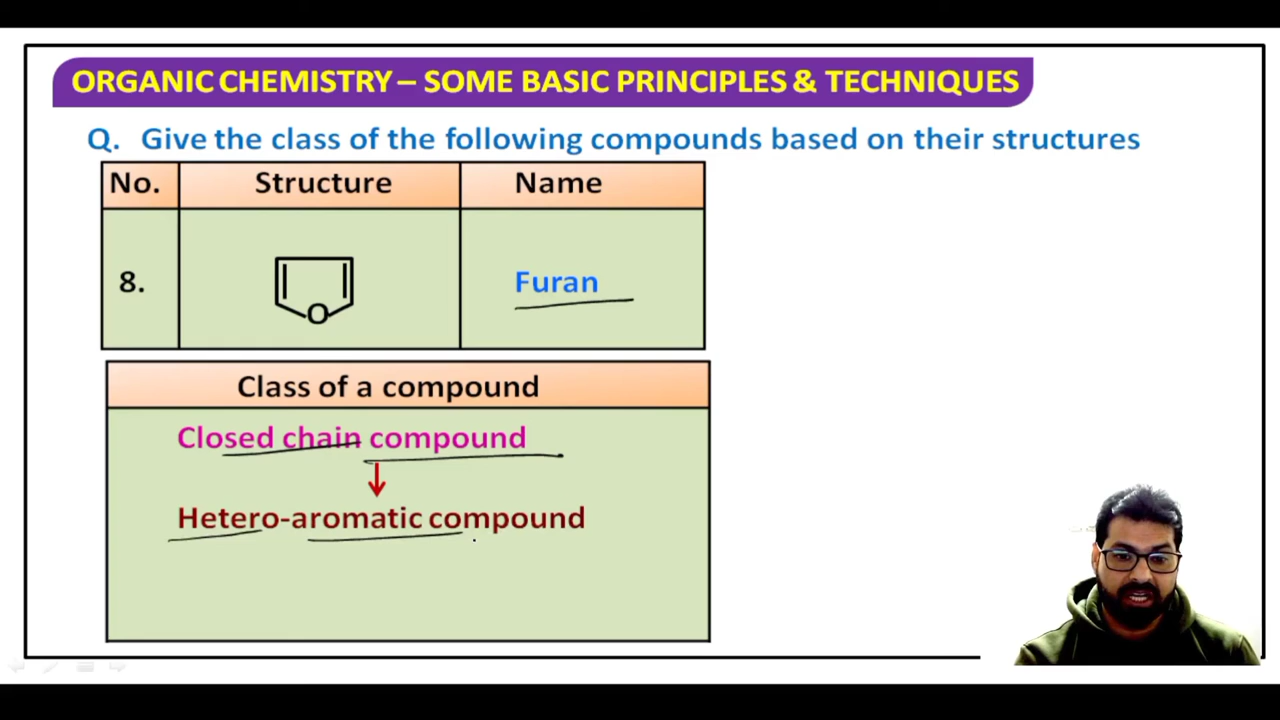 ORGANIC CHEMISTRY – SOME BASIC PRINCIPLES & TECHNIQUES
Q. Give the class of the following compounds based on their structures
No. Structure Name
8. O Furan
Class of a compound
Closed chain compound
Hetero-aromatic compound